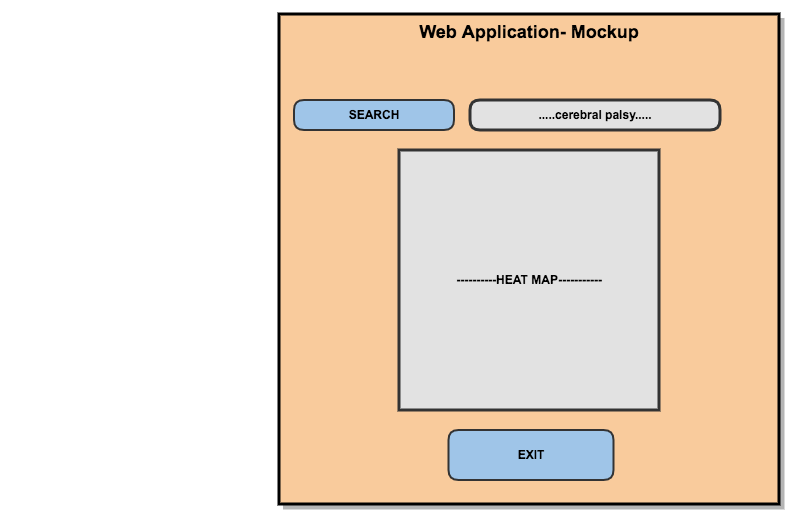 Web Application- Mockup
SEARCH
.....cerebral palsy.....
----------HEAT MAP-----------
EXIT